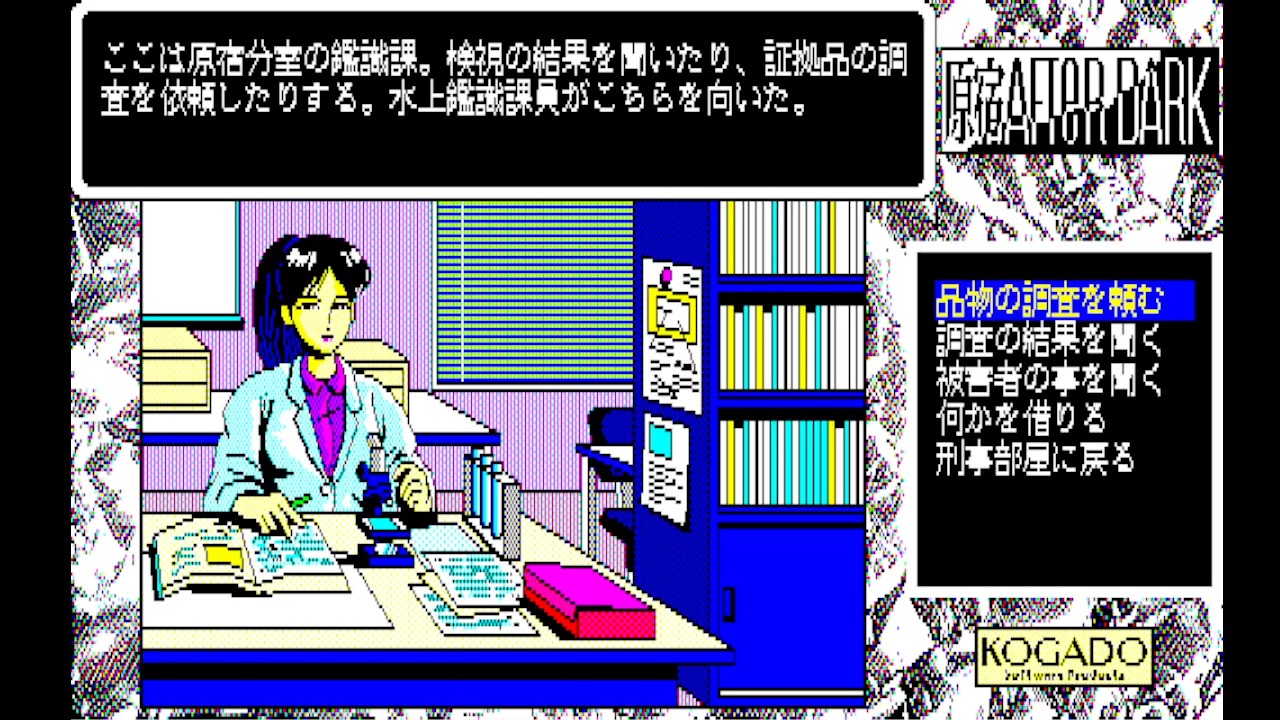 ここは原宿分室の鑑識課。検視の結果を聞いたり、証拠品の調
査を依頼したりする。水上鑑識課員がこちらを向いた。
原宿AFTER DARK
品物の調査を頼む
調査の結果を聞く
被害者の事を聞く
何かを借りる
刑事部屋に戻る
KOGADO
Software Products